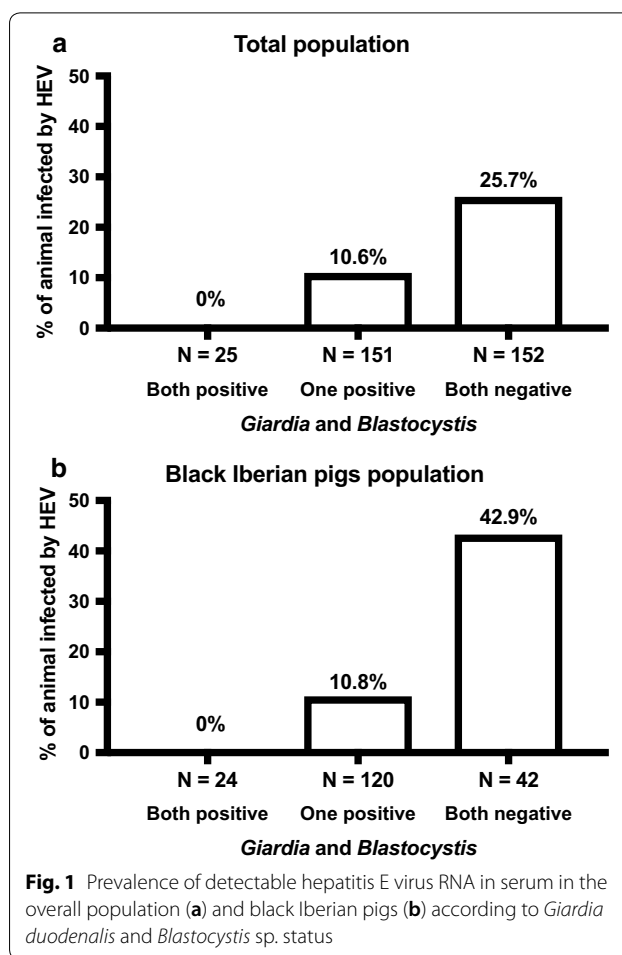 a
Total population
% of animal infected by HEV
50
40
30
20
10
0
0%
10.6%
25.7%
N = 25 N = 151 N = 152
Both positive One positive Both negative
Giardia and Blastocystis
b
Black Iberian pigs population
% of animal infected by HEV
50
40
30
20
10
0
0%
10.8%
42.9%
N = 24 N = 120 N = 42
Both positive One positive Both negative
Giardia and Blastocystis
Fig. 1 Prevalence of detectable hepatitis E virus RNA in serum in the
overall population (a) and black Iberian pigs (b) according to Giardia
duodenalis and Blastocystis sp. status